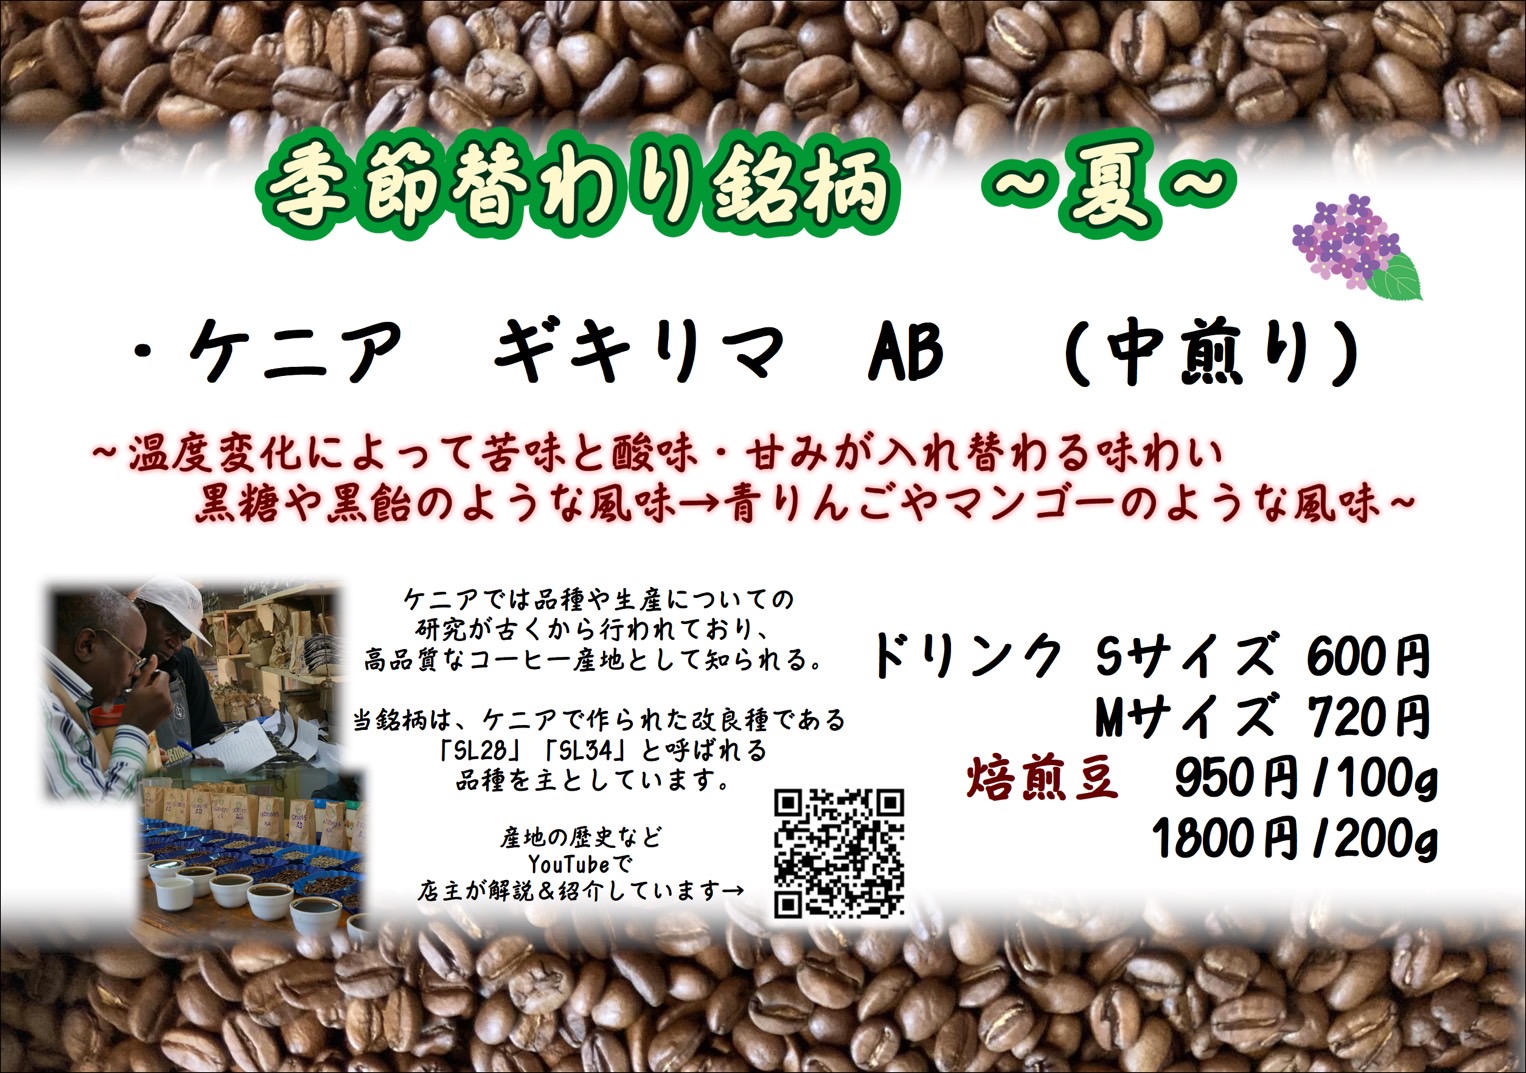 季節替わり銘柄　～夏～
・ケニア　ギキリマ　AB　（中煎り）
～温度変化によって苦味と酸味・甘みが入れ替わる味わい
黒糖や黒飴のような風味→青りんごやマンゴーのような風味～
ケニアでは品種や生産についての
研究が古くから行われており、
高品質なコーヒー産地として知られる。
当銘柄は、ケニアで作られた改良種である
「SL28」「SL34」と呼ばれる
品種を主としています。
産地の歴史など
YouTubeで
店主が解説＆紹介しています→
ドリンク Sサイズ 600円
Mサイズ 720円
焙煎豆　950円/100g
1800円/200g